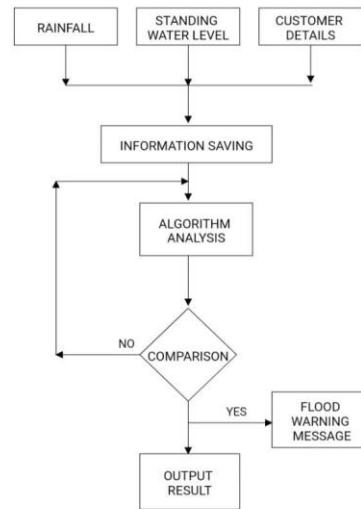 RAINFALL
STANDING
WATER LEVEL
CUSTOMER
DETAILS
INFORMATION SAVING
ALGORITHM
ANALYSIS
NO
COMPARISON
YES
FLOOD
WARNING
MESSAGE
OUTPUT
RESULT